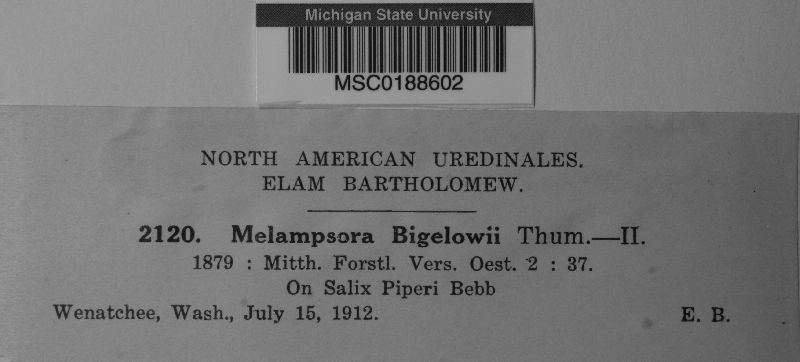 Michigan State University
MSC0188602
NORTH AMERICAN UREDINALES.
ELAM BARTHOLOMEW.
2120. Melampsora Bigelowii Thum.—II.
1879 : Mitth. Forstl. Vers. Oest. 2 : 37.
On Salix Piperi Bebb
Wenatchee, Wash., July 15, 1912. E. B.